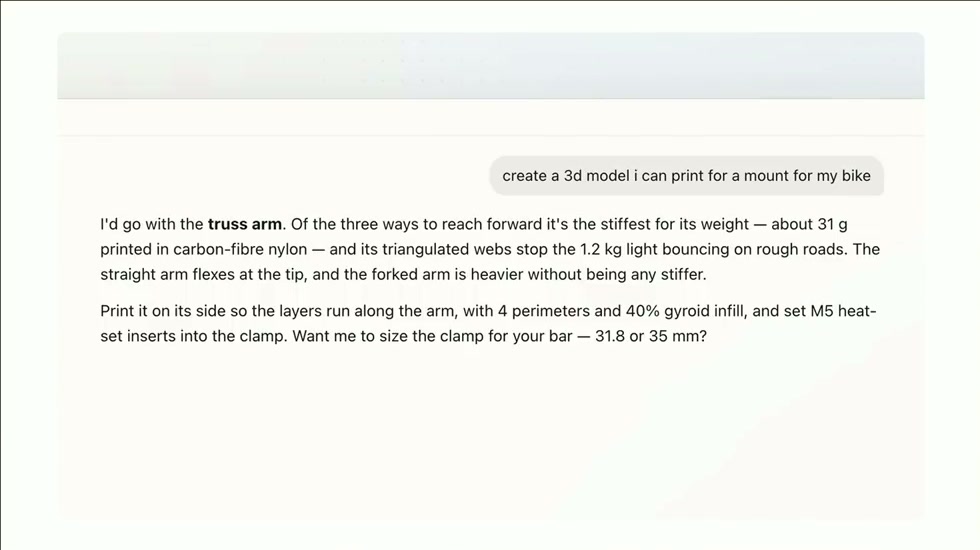 create a 3d model i can print for a mount for my bike
I'd go with the truss arm. Of the three ways to reach forward it's the stiffest for its weight — about 31 g
printed in carbon-fibre nylon — and its triangulated webs stop the 1.2 kg light bouncing on rough roads. The
straight arm flexes at the tip, and the forked arm is heavier without being any stiffer.
Print it on its side so the layers run along the arm, with 4 perimeters and 40% gyroid infill, and set M5 heat-
set inserts into the clamp. Want me to size the clamp for your bar — 31.8 or 35 mm?